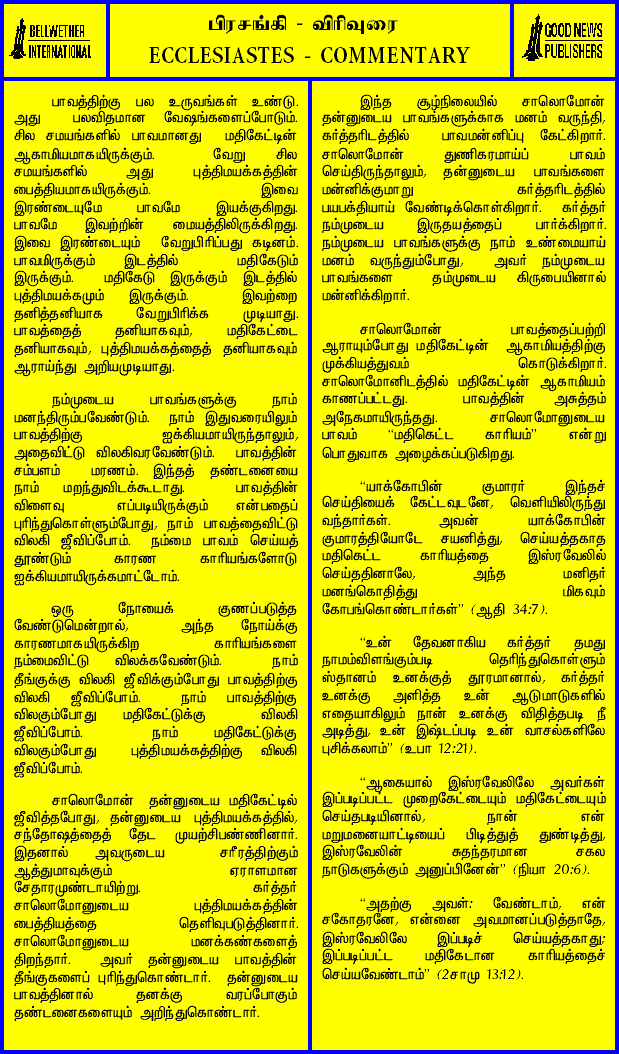 BELLWETHER
INTERNATIONAL
பிரசங்கி - விரிவுரை
ECCLESIASTES - COMMENTARY
GOOD NEWS
PUBLISHERS
பாவத்திற்கு பல உருவங்கள் உண்டு.
அது பலவிதமான வேஷங்களைப்போடும்.
சில சமயங்களில் பாவமானது மதிகேட்டின்
ஆகாமியமாகயிருக்கும். வேறு சில
சமயங்களில் அது புத்திமயக்கத்தின்
பைத்தியமாகயிருக்கும். இவை
இரண்டையுமே பாவமே இயக்குகிறது.
பாவமே இவற்றின் மையத்திலிருக்கிறது.
இவை இரண்டையும் வேறுபிரிப்பது கடினம்.
பாவமிருக்கும் இடத்தில் மதிகேடும்
இருக்கும். மதிகேடு இருக்கும் இடத்தில்
புத்திமயக்கமும் இருக்கும். இவற்றை
தனித்தனியாக வேறுபிரிக்க முடியாது.
பாவத்தைத் தனியாகவும், மதிகேட்டை
தனியாகவும், புத்திமயக்கத்தைத் தனியாகவும்
ஆராய்ந்து அறியமுடியாது.
நம்முடைய பாவங்களுக்கு நாம்
மனந்திரும்பவேண்டும். நாம் இதுவரையிலும்
பாவத்திற்கு ஐக்கியமாயிருந்தாலும்,
அதைவிட்டு விலகிவரவேண்டும். பாவத்தின்
சம்பளம் மரணம். இந்தத் தண்டனையை
நாம் மறந்துவிடக்கூடாது. பாவத்தின்
விளைவு எப்படியிருக்கும் என்பதைப்
புரிந்துகொள்ளும்போது, நாம் பாவத்தைவிட்டு
விலகி ஜீவிப்போம். நம்மை பாவம் செய்யத்
தூண்டும் காரண காரியங்களோடு
ஐக்கியமாயிருக்கமாட்டோம்.
ஒரு நோயைக் குணப்படுத்த
வேண்டுமென்றால், அந்த நோய்க்கு
காரணமாகயிருக்கிற காரியங்களை
நம்மைவிட்டு விலக்கவேண்டும். நாம்
தீங்குக்கு விலகி ஜீவிக்கும்போது பாவத்திற்கு
விலகி ஜீவிப்போம். நாம் பாவத்திற்கு
விலகும்போது மதிகேட்டுக்கு விலகி
ஜீவிப்போம். நாம் மதிகேட்டுக்கு
விலகும்போது புத்திமயக்கத்திற்கு விலகி
ஜீவிப்போம்.
சாலொமோன் தன்னுடைய மதிகேட்டில்
ஜீவித்தபோது, தன்னுடைய புத்திமயக்கத்தில்,
சந்தோஷத்தைத் தேட முயற்சிபண்ணினார்.
இதனால் அவருடைய சரீரத்திற்கும்
ஆத்துமாவுக்கும் ஏராளமான
சேதாரமுண்டாயிற்று. கர்த்தர்
சாலொமோனுடைய புத்திமயக்கத்தின்
பைத்தியத்தை தெளிவுபடுத்தினார்.
சாலொமோனுடைய மனக்கண்களைத்
திறந்தார். அவர் தன்னுடைய பாவத்தின்
தீங்குகளைப் புரிந்துகொண்டார். தன்னுடைய
பாவத்தினால் தனக்கு வரப்போகும்
தண்டனைகளையும் அறிந்துகொண்டார்.
இந்த சூழ்நிலையில் சாலொமோன்
தன்னுடைய பாவங்களுக்காக மனம் வருந்தி,
கர்த்தரிடத்தில் பாவமன்னிப்பு கேட்கிறார்.
சாலொமோன் துணிகரமாய்ப் பாவம்
செய்திருந்தாலும், தன்னுடைய பாவங்களை
மன்னிக்குமாறு கர்த்தரிடத்தில்
பயபக்தியாய் வேண்டிக்கொள்கிறார். கர்த்தர்
நம்முடைய இருதயத்தைப் பார்க்கிறார்.
நம்முடைய பாவங்களுக்கு நாம் உண்மையாய்
மனம் வருந்தும்போது, அவர் நம்முடைய
பாவங்களை தம்முடைய கிருபையினால்
மன்னிக்கிறார்.
சாலொமோன் பாவத்தைப்பற்றி
ஆராயும்போது மதிகேட்டின் ஆகாமியத்திற்கு
முக்கியத்துவம் கொடுக்கிறார்.
சாலொமோனிடத்தில் மதிகேட்டின் ஆகாமியம்
காணப்பட்டது. பாவத்தின் அசுத்தம்
அநேகமாயிருந்தது. சாலொமோனுடைய
பாவம் “மதிகெட்ட காரியம்” என்று
பொதுவாக அழைக்கப்படுகிறது.
“யாக்கோபின் குமாரர் இந்தச்
செய்தியைக் கேட்டவுடனே, வெளியிலிருந்து
வந்தார்கள். அவன் யாக்கோபின்
குமாரத்தியோடே சயனித்து, செய்யத்தகாத
மதிகெட்ட காரியத்தை இஸ்ரவேலில்
செய்ததினாலே, அந்த மனிதர்
மனங்கொதித்து மிகவும்
கோபங்கொண்டார்கள்” (ஆதி 34:7).
“உன் தேவனாகிய கர்த்தர் தமது
நாமம்விளங்கும்படி தெரிந்துகொள்ளும்
ஸ்தானம் உனக்குத் தூரமானால், கர்த்தர்
உனக்கு அளித்த உன் ஆடுமாடுகளில்
எதையாகிலும் நான் உனக்கு விதித்தபடி நீ
அடித்து, உன் இஷ்டப்படி உன் வாசல்களிலே
புசிக்கலாம்” (உபா 12:21).
“ஆகையால் இஸ்ரவேலிலே அவர்கள்
இப்படிப்பட்ட முறைகேட்டையும் மதிகேட்டையும்
செய்தபடியினால், நான் என்
மறுமனையாட்டியைப் பிடித்துத் துண்டித்து,
இஸ்ரவேலின் சுதந்தரமான சகல
நாடுகளுக்கும் அனுப்பினேன்” (நியா 20:6).
“அதற்கு அவள்: வேண்டாம், என்
சகோதரனே, என்னை அவமானப்படுத்தாதே,
இஸ்ரவேலிலே இப்படிச் செய்யத்தகாது;
இப்படிப்பட்ட மதிகேடான காரியத்தைச்
செய்யவேண்டாம்” (2சாமு 13:12).